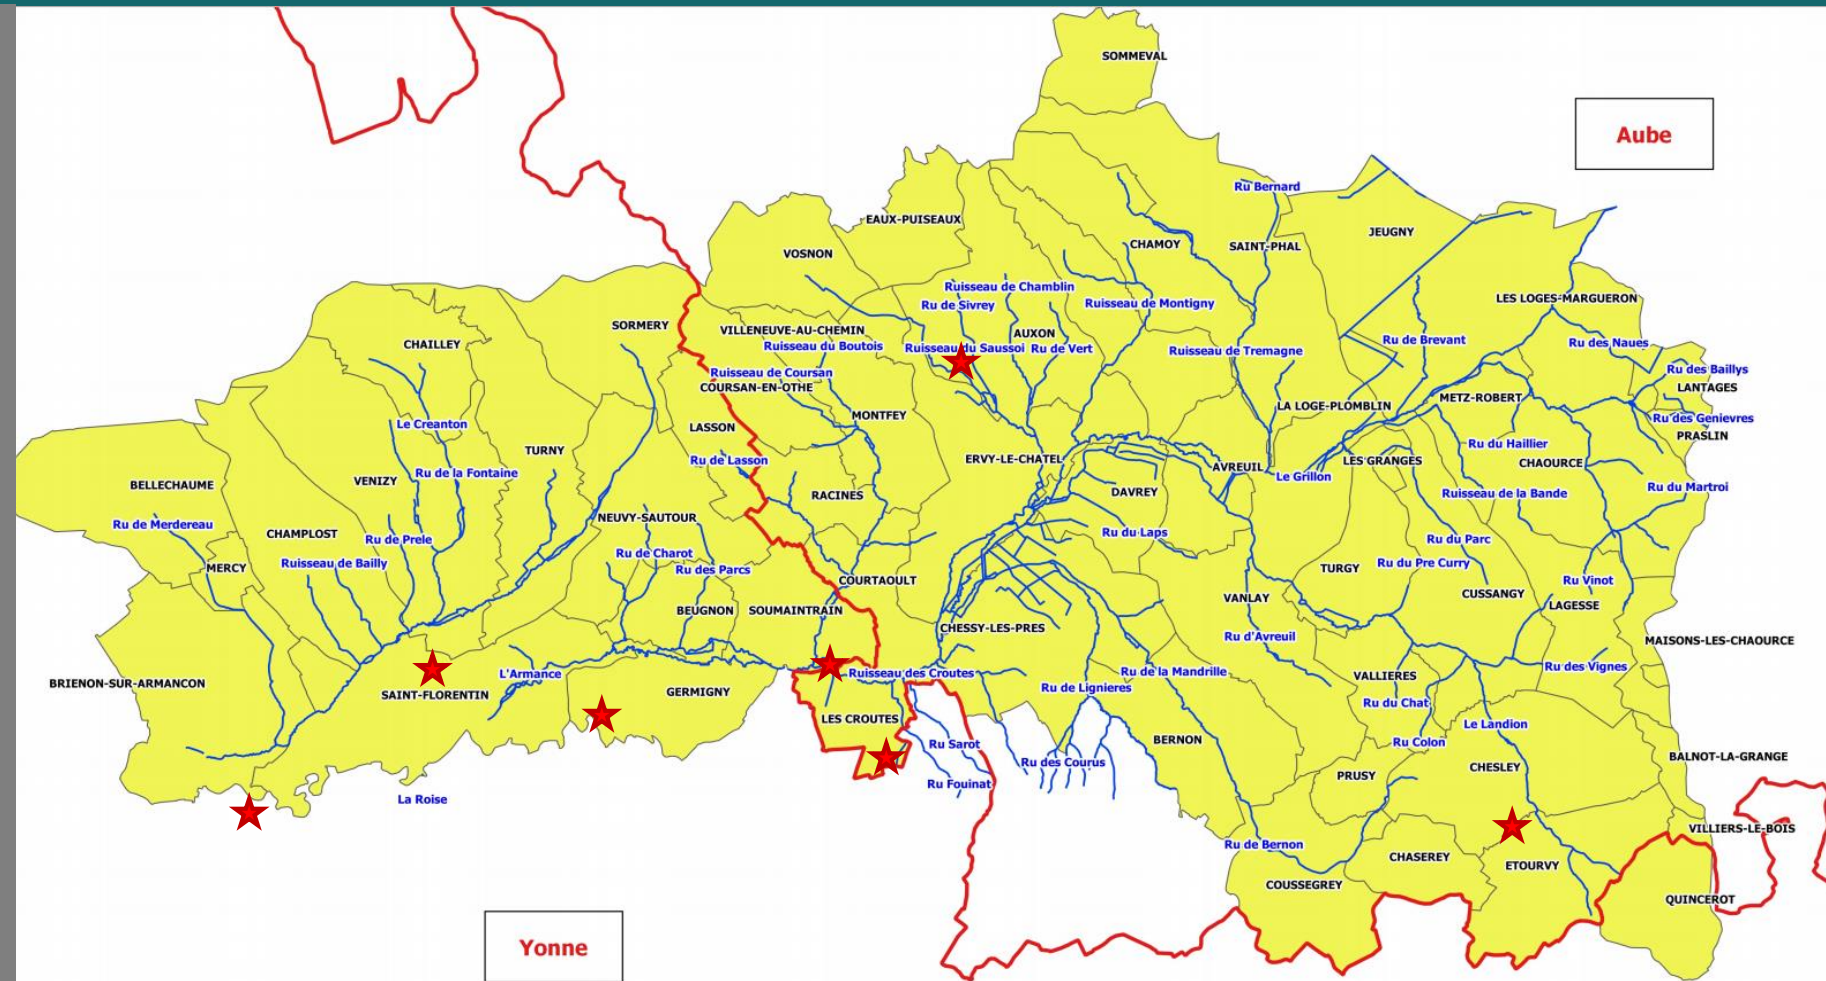 SOMMEVAL
Aube
Ru Bernard
EAUX-PUISEAUX
JEUGNY
CHAMOY
SAINT-PHAL
VOSNON
Ruisseau de Chamblin
LES LOGES-MARGUERON
Ru de Sivrey
Ruisseau de Montigny
SORMERY
VILLENEUVE-AU-CHEMIN
AUXON
CHAILLEY
Ruisseau du Boutois
Ruisseau du Saussoi
Ru de Vert
Ruisseau de Tremagne
Ru de Brevant
Ru des Naues
Ruisseau de Coursan
Ru des Baillys
COURSAN-EN-OTHE
LANTAGES
METZ-ROBERT
LA LOGE-PLOMBLIN
MONTFEY
Ru des Genievres
Le Creanton
LASSON
PRASLIN
Ru du Haillier
TURNY
Ru de Lasson
ERVY-LE-CHATEL
LES GRANGES
CHAOURCE
AVREUIL
Ru de la Fontaine
Le Grillon
VENIZY
BELLECHAUME
Ru du Martroi
DAVREY
Ruisseau de la Bande
RACINES
NEUVY-SAUTOUR
Ru de Merdereau
CHAMPLOST
Ru du Laps
Ru de Prele
Ru du Parc
Ru de Charot
Ruisseau de Bailly
Ru du Pre Curry
MERCY
Ru des Parcs
TURGY
COURTAOULT
Ru Vinot
CUSSANGY
VANLAY
LAGESSE
BEUGNON
SOUMAINTRAIN
CHESSY-LES-PRES
Ru d'Avreuil
MAISONS-LES-CHAOURCE
Ru des Vignes
L'Armance
Ruisseau des Croutes
Ru de la Mandrille
VALLIERES
BRIENON-SUR-ARMANCON
Ru de Lignieres
GERMIGNY
SAINT-FLORENTIN
Ru du Chat
LES CROUTES
Le Landion
BERNON
Ru Colon
Ru Sarot
BALNOT-LA-GRANGE
Ru des Courus
CHESLEY
PRUSY
Ru Fouinat
La Roise
VILLIERS-LE-BOIS
Ru de Bernon
CHASEREY
ETOURVY
COUSSEGREY
QUINCEROT
Yonne